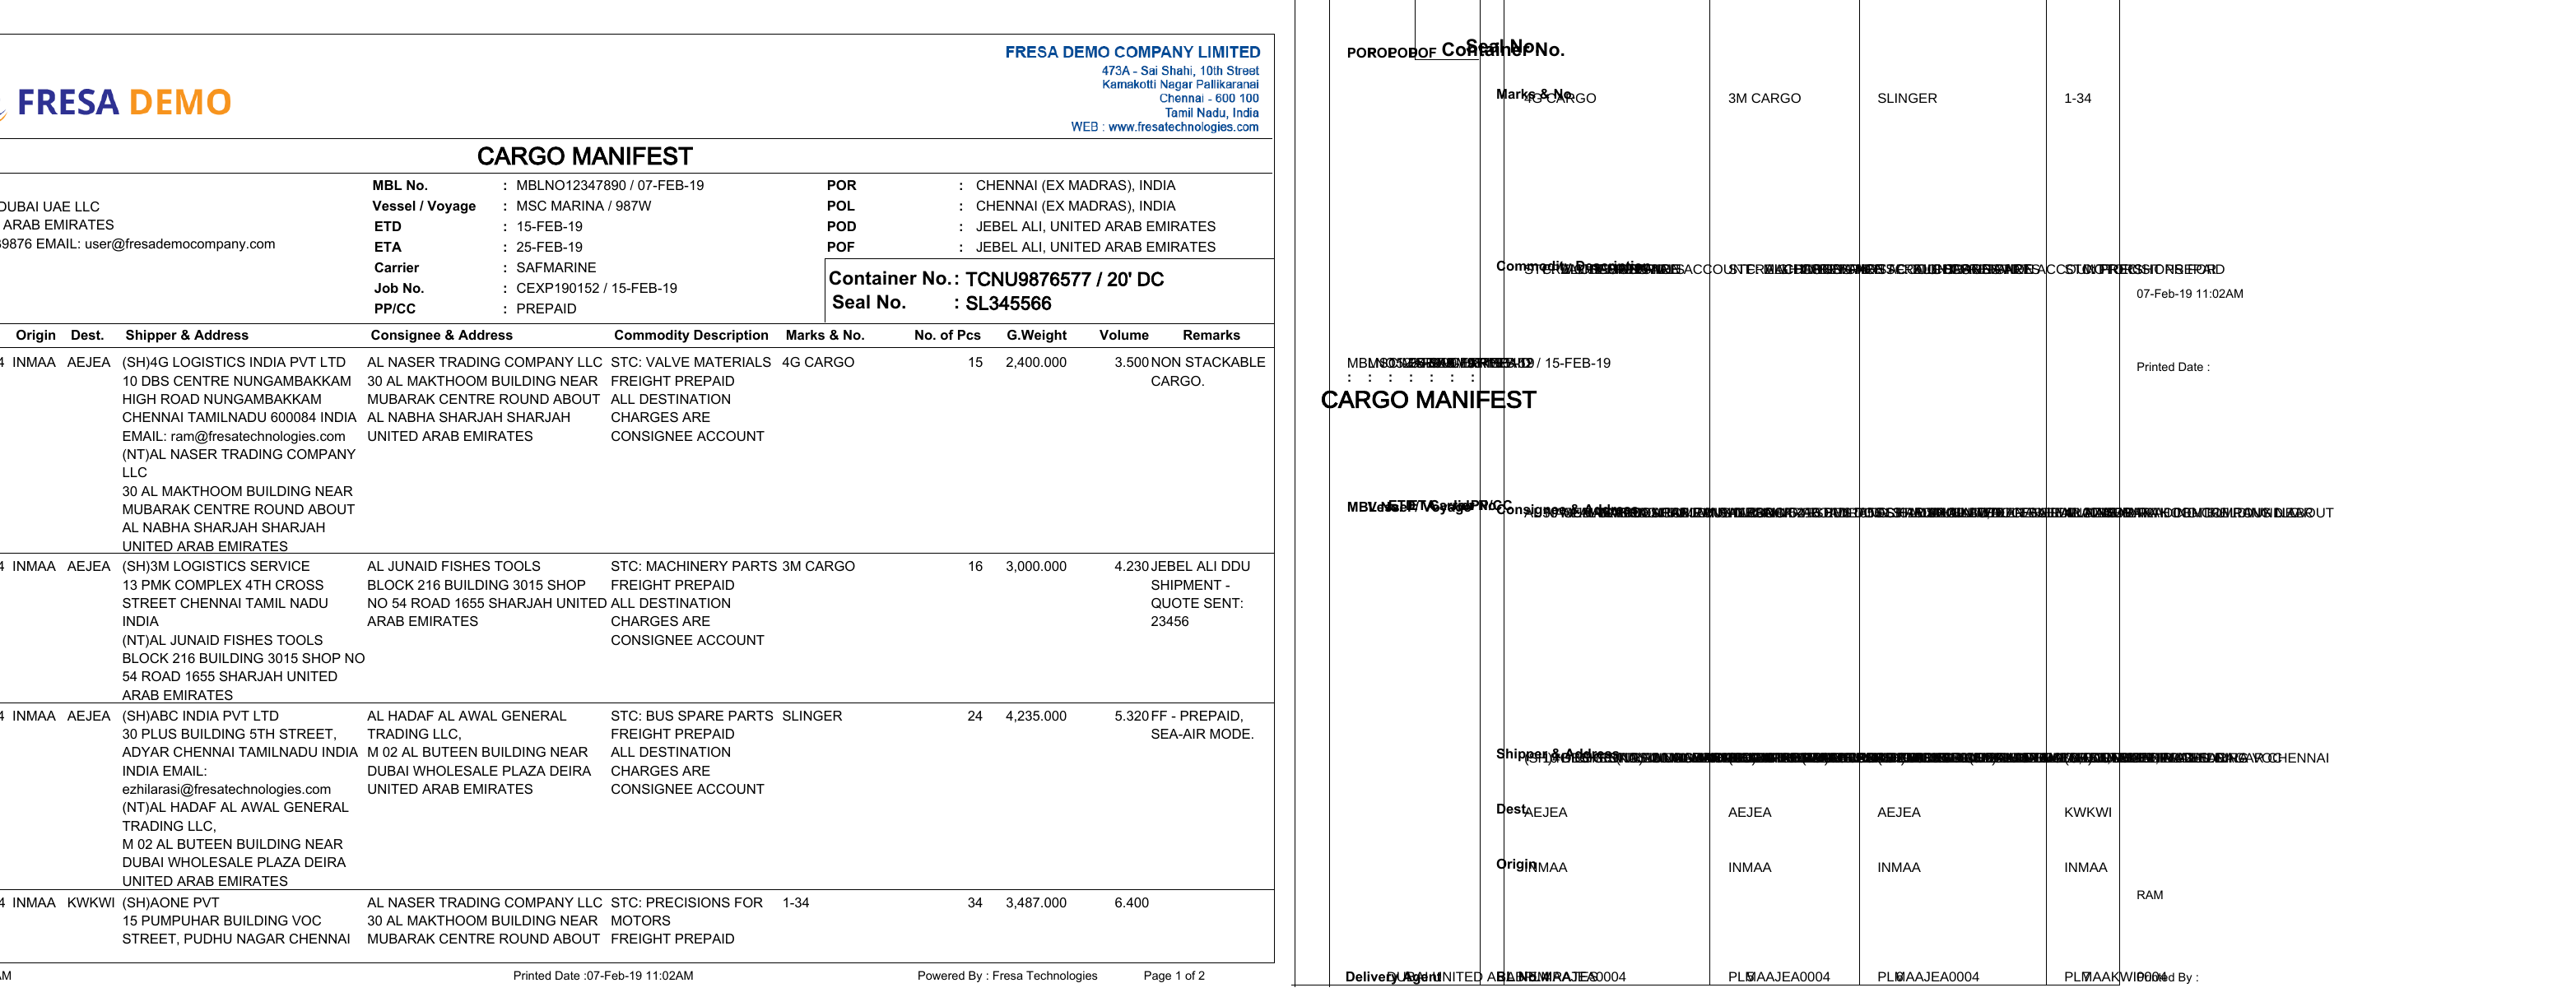 FRESA DEMO COMPANY LIMITED
473A - Sai Shahi, 10th Street
Kamakotti Nagar Pallikaranai
Chennai - 600 100
Tamil Nadu, India
WEB : www.fresatechnologies.com
FRESA DEMO
CARGO MANIFEST
DUBAI UAE LLC
ARAB EMIRATES
EMAIL: user@fresademocompany.com
MBL No. : MBLNO12347890 / 07-FEB-19
Vessel / Voyage : MSC MARINA / 987W
ETD : 15-FEB-19
ETA : 25-FEB-19
Carrier : SAFMARINE
Job No. : CEXP190152 / 15-FEB-19
PP/CC : PREPAID
POR : CHENNAI (EX MADRAS), INDIA
POL : CHENNAI (EX MADRAS), INDIA
POD : JEBEL ALI, UNITED ARAB EMIRATES
POF : JEBEL ALI, UNITED ARAB EMIRATES
Container No. : TCNU9876577 / 20' DC
Seal No. : SL345566
Origin Dest. Shipper & Address Consignee & Address Commodity Description Marks & No. No. of Pcs G.Weight Volume Remarks
4 INMAA AEJEA (SH)4G LOGISTICS INDIA PVT LTD AL NASER TRADING COMPANY LLC STC: VALVE MATERIALS 4G CARGO 15 2,400.000 3.500 NON STACKABLE
10 DBS CENTRE NUNGAMBAKKAM 30 AL MAKTHOOM BUILDING NEAR FREIGHT PREPAID CARGO.
HIGH ROAD NUNGAMBAKKAM MUBARAK CENTRE ROUND ABOUT ALL DESTINATION
CHENNAI TAMILNADU 600084 INDIA AL NABHA SHARJAH SHARJAH CHARGES ARE
EMAIL: ram@fresatechnologies.com UNITED ARAB EMIRATES CONSIGNEE ACCOUNT
(NT)AL NASER TRADING COMPANY
LLC
30 AL MAKTHOOM BUILDING NEAR
MUBARAK CENTRE ROUND ABOUT
AL NABHA SHARJAH SHARJAH
UNITED ARAB EMIRATES
4 INMAA AEJEA (SH)3M LOGISTICS SERVICE AL JUNAID FISHES TOOLS STC: MACHINERY PARTS 3M CARGO 16 3,000.000 4.230 JEBEL ALI DDU
13 PMK COMPLEX 4TH CROSS BLOCK 216 BUILDING 3015 SHOP FREIGHT PREPAID SHIPMENT -
STREET CHENNAI TAMIL NADU NO 54 ROAD 1655 SHARJAH UNITED ALL DESTINATION QUOTE SENT:
INDIA ARAB EMIRATES CHARGES ARE 23456
(NT)AL JUNAID FISHES TOOLS CONSIGNEE ACCOUNT
BLOCK 216 BUILDING 3015 SHOP NO
54 ROAD 1655 SHARJAH UNITED
ARAB EMIRATES
4 INMAA AEJEA (SH)ABC INDIA PVT LTD AL HADAF AL AWAL GENERAL STC: BUS SPARE PARTS SLINGER 24 4,235.000 5.320 FF - PREPAID,
30 PLUS BUILDING 5TH STREET, TRADING LLC, FREIGHT PREPAID SEA-AIR MODE.
ADYAR CHENNAI TAMILNADU INDIA M 02 AL BUTEEN BUILDING NEAR ALL DESTINATION
INDIA EMAIL: DUBAI WHOLESALE PLAZA DEIRA CHARGES ARE
ezhilarasi@fresatechnologies.com UNITED ARAB EMIRATES CONSIGNEE ACCOUNT
(NT)AL HADAF AL AWAL GENERAL
TRADING LLC,
M 02 AL BUTEEN BUILDING NEAR
DUBAI WHOLESALE PLAZA DEIRA
UNITED ARAB EMIRATES
4 INMAA KWKWI (SH)AONE PVT AL NASER TRADING COMPANY LLC STC: PRECISIONS FOR 1-34 34 3,487.000 6.400
15 PUMPUHAR BUILDING VOC 30 AL MAKTHOOM BUILDING NEAR MOTORS
STREET, PUDHU NAGAR CHENNAI MUBARAK CENTRE ROUND ABOUT FREIGHT PREPAID
Printed Date :07-Feb-19 11:02AM Powered By : Fresa Technologies Page 1 of 2
Seal No.
Container No.
Marks & No.
4G CARGO 3M CARGO SLINGER 1-34
Commodity Description
07-Feb-19 11:02AM
/ 15-FEB-19
Printed Date :
: : : : : : :
CARGO MANIFEST
Consignee & Address
Shipper & Address
Dest.
AEJEA AEJEA AEJEA KWKWI
Origin
INMAA INMAA INMAA INMAA
RAM
Delivery Agent